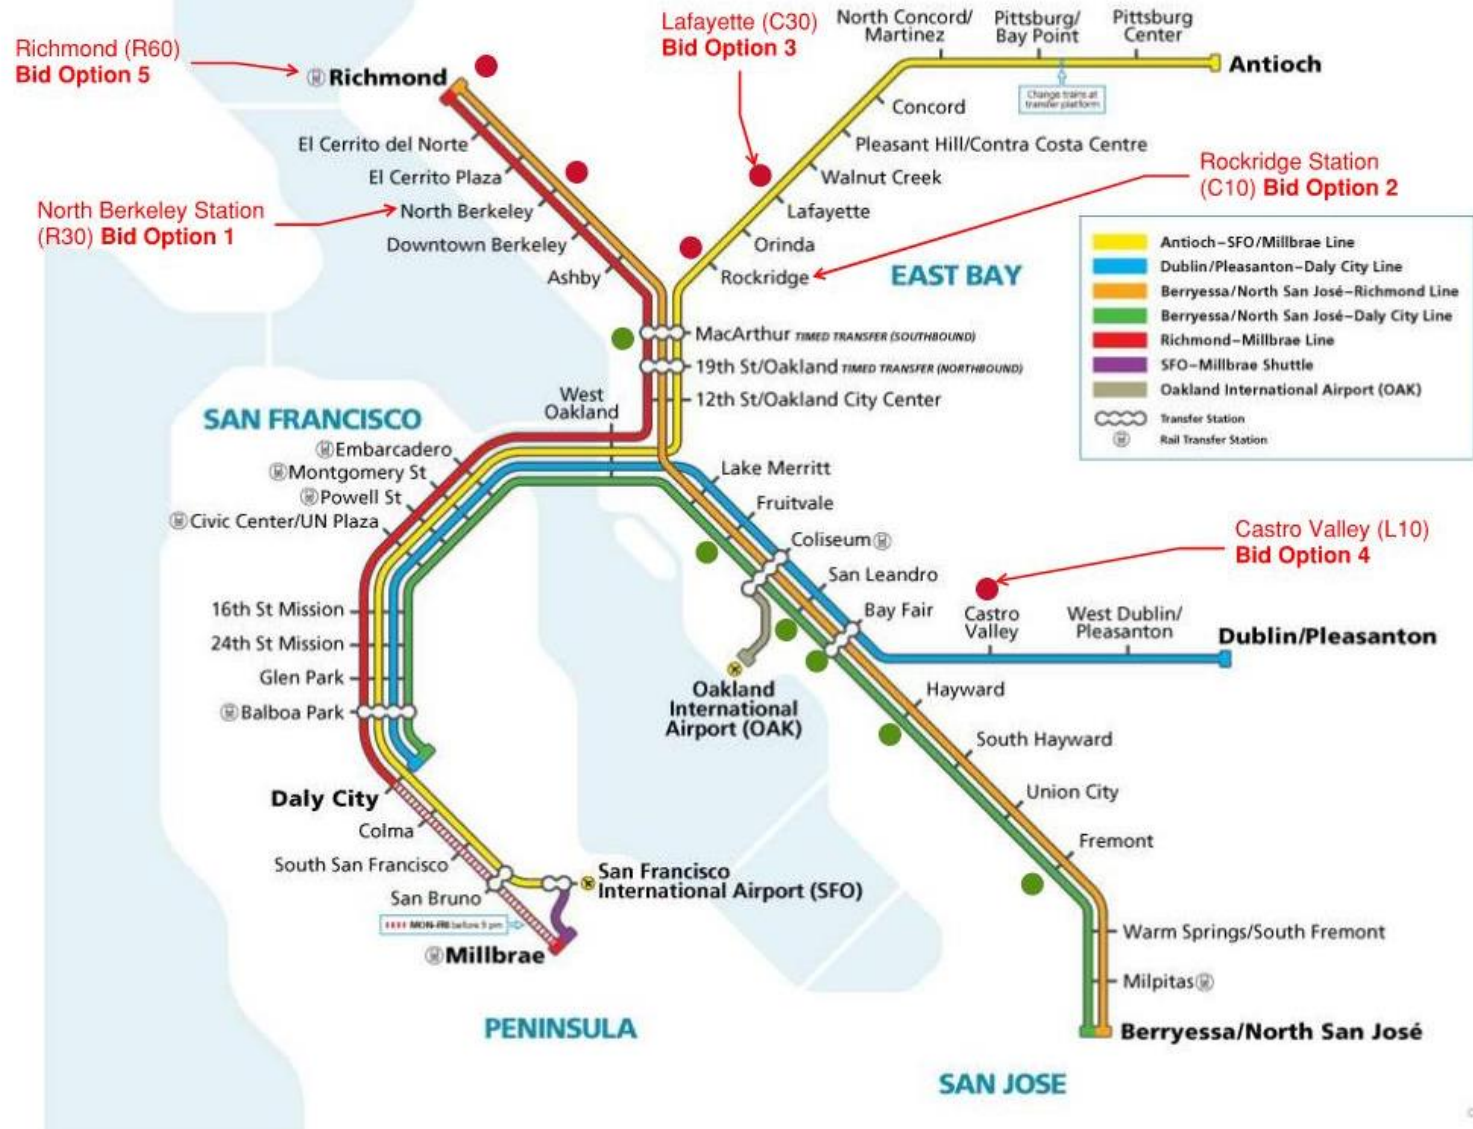 Richmond (R60)
Bid Option 5
Lafayette (C30)
Bid Option 3
North Concord/
Martinez
Pittsburg/
Bay Point
Pittsburg
Center
Richmond
Antioch
Change trains at
transfer platform
Concord
El Cerrito del Norte
Pleasant Hill/Contra Costa Centre
Rockridge Station
(C10) Bid Option 2
El Cerrito Plaza
Walnut Creek
North Berkeley Station
(R30) Bid Option 1
North Berkeley
Lafayette
Downtown Berkeley
Orinda
Ashby
Rockridge
EAST BAY
Antioch–SFO/Millbrae Line
Dublin/Pleasanton–Daly City Line
Berryessa/North San José–Richmond Line
Berryessa/North San José–Daly City Line
Richmond–Millbrae Line
SFO–Millbrae Shuttle
Oakland International Airport (OAK)
Transfer Station
Rail Transfer Station
MacArthur TIMED TRANSFER (SOUTHBOUND)
19th St/Oakland TIMED TRANSFER (NORTHBOUND)
12th St/Oakland City Center
West
Oakland
SAN FRANCISCO
Embarcadero
Montgomery St
Powell St
Civic Center/UN Plaza
Lake Merritt
Fruitvale
Coliseum
San Leandro
Bay Fair
Castro Valley (L10)
Bid Option 4
Castro
Valley
West Dublin/
Pleasanton
Dublin/Pleasanton
16th St Mission
24th St Mission
Glen Park
Balboa Park
Oakland
International
Airport (OAK)
Hayward
South Hayward
Union City
Fremont
Daly City
Colma
South San Francisco
San Bruno
San Francisco
International Airport (SFO)
MON-FRI before 9 pm
Millbrae
Warm Springs/South Fremont
Milpitas
Berryessa/North San José
PENINSULA
SAN JOSE